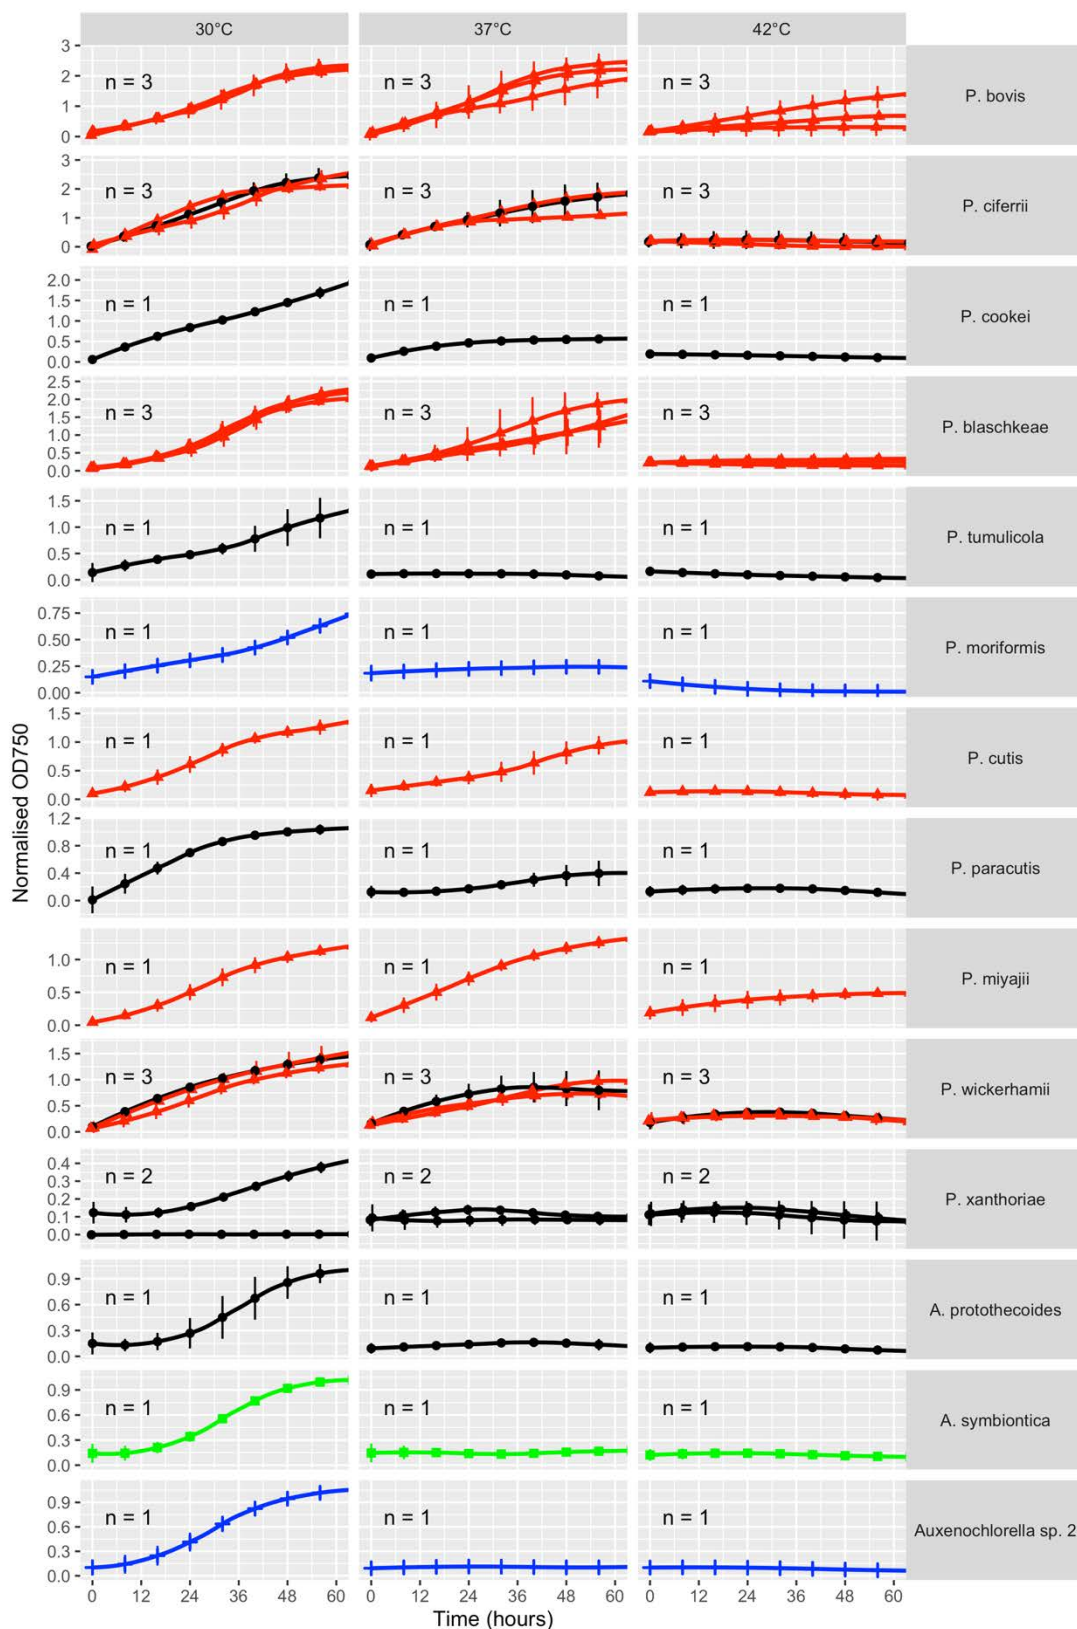 30°C 37°C 42°C
3
2
1
0
n = 3 n = 3 n = 3
P. bovis
3
2
1
0
n = 3 n = 3 n = 3
P. ciferrii
2.0
1.5
1.0
0.5
0.0
n = 1 n = 1 n = 1
P. cookei
2.5
2.0
1.5
1.0
0.5
0.0
n = 3 n = 3 n = 3
P. blaschkeae
1.5
1.0
0.5
0.0
n = 1 n = 1 n = 1
P. tumulicola
0.75
0.50
0.25
0.00
n = 1 n = 1 n = 1
P. moriformis
Normalised OD750
1.5
1.0
0.5
0.0
n = 1 n = 1 n = 1
P. cutis
1.2
0.8
0.4
0.0
n = 1 n = 1 n = 1
P. paracutis
1.0
0.5
0.0
n = 1 n = 1 n = 1
P. miyajii
1.5
1.0
0.5
0.0
n = 3 n = 3 n = 3
P. wickerhamii
0.4
0.3
0.2
0.1
0.0
n = 2 n = 2 n = 2
P. xanthoriae
0.9
0.6
0.3
0.0
n = 1 n = 1 n = 1
A. protothecoides
0.9
0.6
0.3
0.0
n = 1 n = 1 n = 1
A. symbiontica
0.9
0.6
0.3
0.0
n = 1 n = 1 n = 1
Auxenochlorella sp. 2
0 12 24 36 48 60 0 12 24 36 48 60 0 12 24 36 48 60
Time (hours)